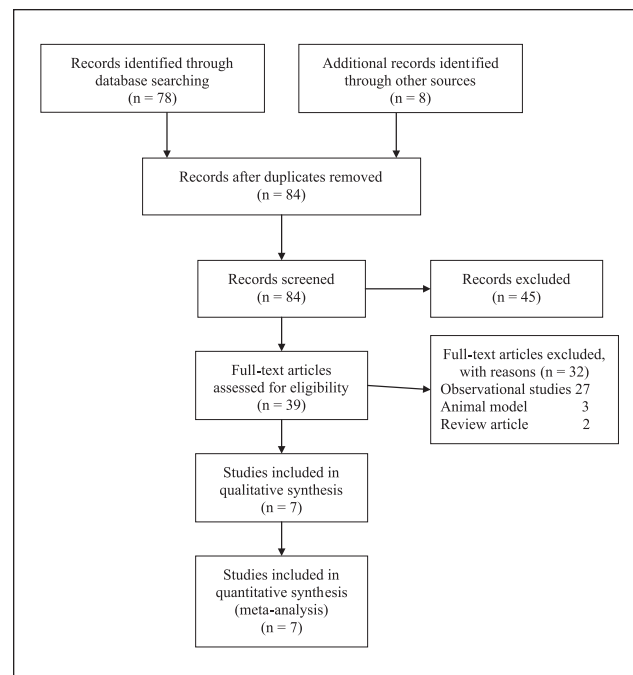 Records identified through
database searching
(n = 78)
Additional records identified
through other sources
(n = 8)
Records after duplicates removed
(n = 84)
Records screened
(n = 84)
Records excluded
(n = 45)
Full-text articles
assessed for eligibility
(n = 39)
Full-text articles excluded,
with reasons (n = 32)
Observational studies 27
Animal model 3
Review article 2
Studies included in
qualitative synthesis
(n = 7)
Studies included in
quantitative synthesis
(meta-analysis)
(n = 7)